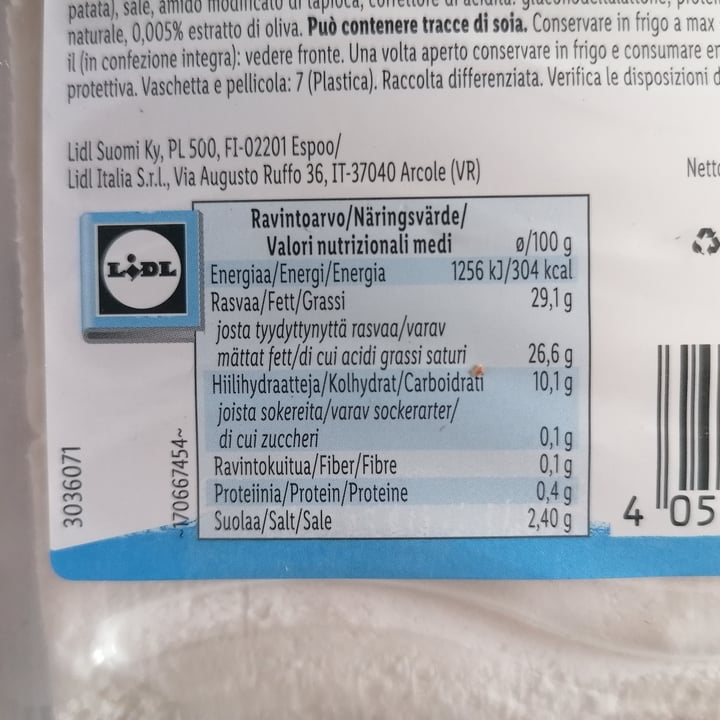 patata), sale, amido modificato di tapioca, correttore di acidità: gluconodeltalattone,
naturale, 0,005% estratto di oliva. Può contenere tracce di soia. Conservare in frigo a max
il (in confezione integra): vedere fronte. Una volta aperto conservare in frigo e consumare
protettiva. Vaschetta e pellicola: 7 (Plastica). Raccolta differenziata. Verifica le disposizioni
Lidl Suomi Ky, PL 500, FI-02201 Espoo/
Lidl Italia S.r.l., Via Augusto Ruffo 36, IT-37040 Arcole (VR)
Netto
LIDL
Ravintoarvo/Näringsvärde/
Valori nutrizionali medi ø/100 g
Energiaa/Energi/Energia 1256 kJ/304 kcal
Rasvaa/Fett/Grassi 29,1 g
josta tyydyttynyttä rasvaa/varav
mättat fett/di cui acidi grassi saturi 26,6 g
Hiilihydraatteja/Kolhydrat/Carboidrati 10,1 g
joista sokereita/varav sockerarter/
di cui zuccheri 0,1 g
Ravintokuitua/Fiber/Fibre 0,1 g
Proteiinia/Protein/Proteine 0,4 g
Suolaa/Salt/Sale 2,40 g
3036071
~170667454~
4 05